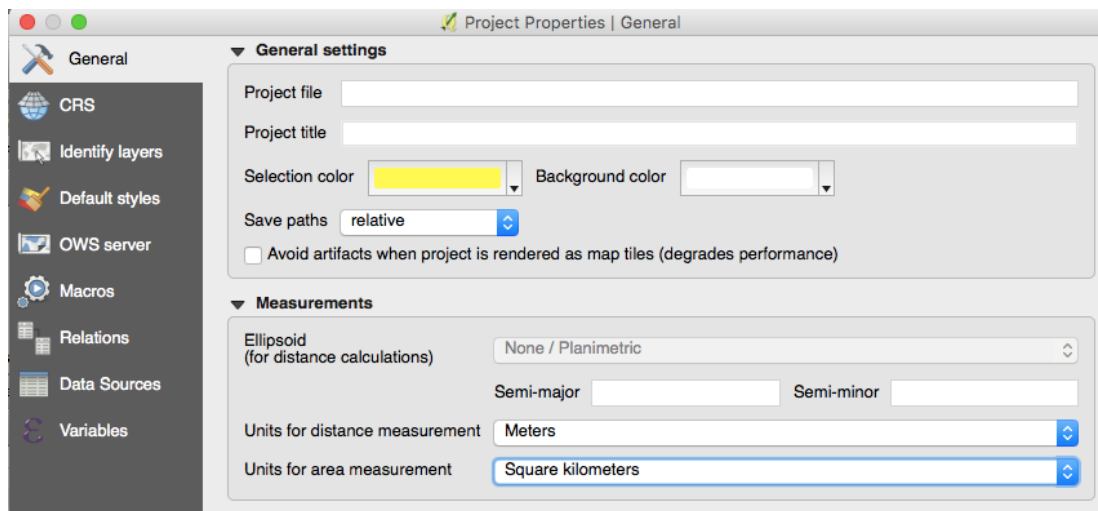 Project Properties | General
General
CRS
Identify layers
Default styles
OWS server
Macros
Relations
Data Sources
Variables
General settings
Project file
Project title
Selection color
Background color
Save paths relative
Avoid artifacts when project is rendered as map tiles (degrades performance)
Measurements
Ellipsoid
(for distance calculations)
None / Planimetric
Semi-major
Semi-minor
Units for distance measurement Meters
Units for area measurement Square kilometers